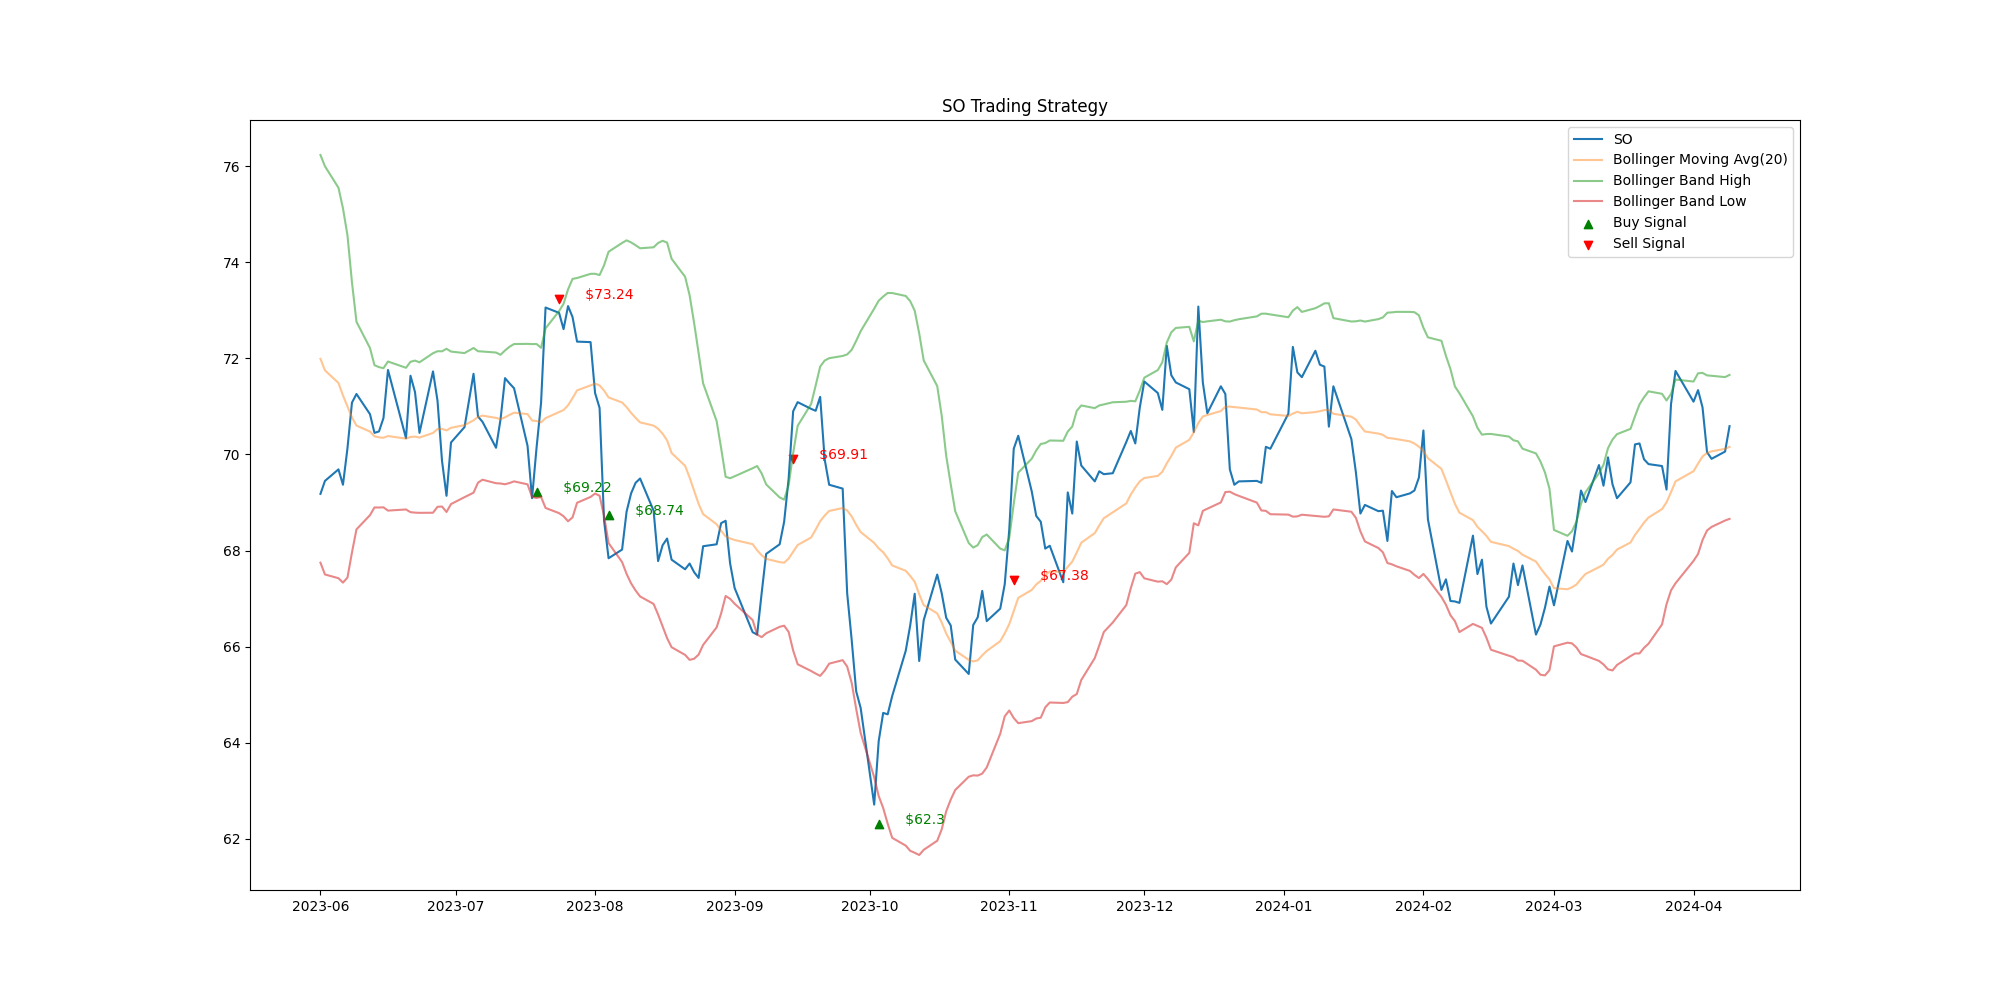 SO Trading Strategy
SO
Bollinger Moving Avg(20)
Bollinger Band High
Bollinger Band Low
Buy Signal
Sell Signal
76
74
72
70
68
66
64
62
$73.24
$69.91
$69.22
$68.74
$67.38
$62.3
2023-06 2023-07 2023-08 2023-09 2023-10 2023-11 2023-12 2024-01 2024-02 2024-03 2024-04